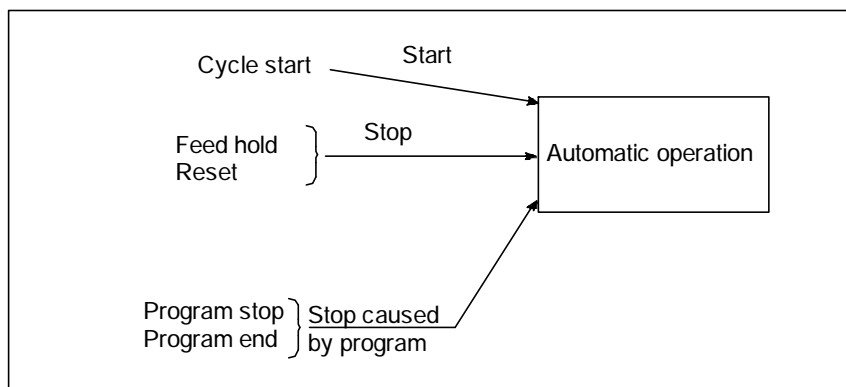 Start
Cycle start
Stop
Feed hold
Reset
Automatic operation
Program stop
Program end
Stop caused
by program